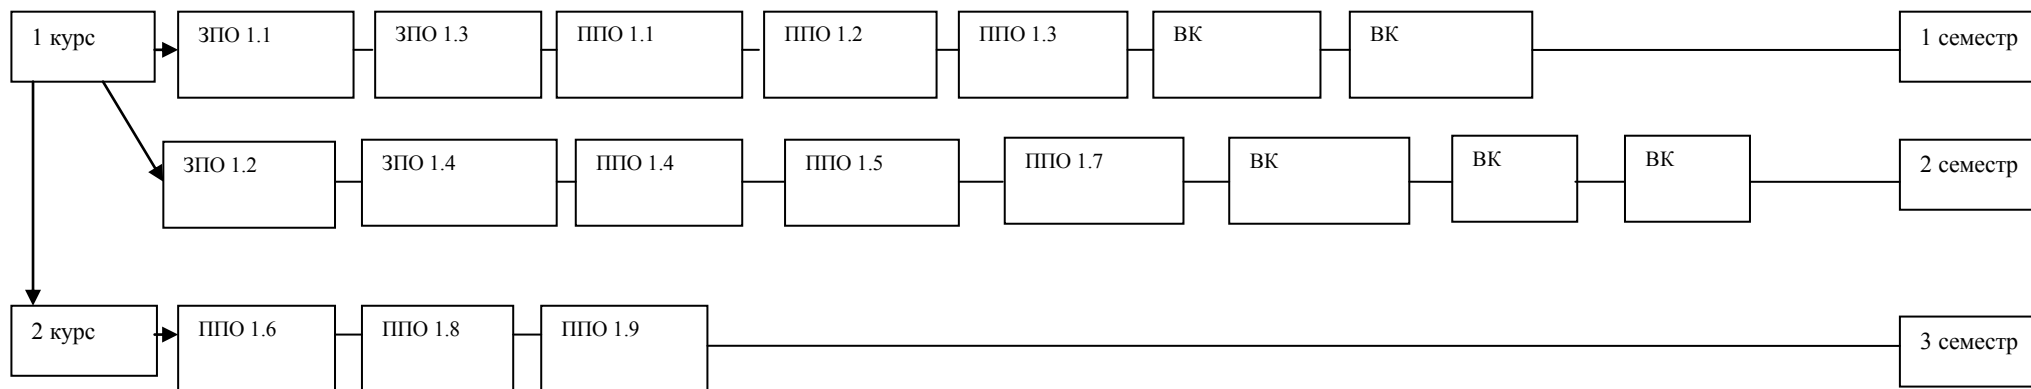 1 курс
ЗПО 1.1
ЗПО 1.3
ППО 1.1
ППО 1.2
ППО 1.3
ВК
ВК
1 семестр
ЗПО 1.2
ЗПО 1.4
ППО 1.4
ППО 1.5
ППО 1.7
ВК
ВК
ВК
2 семестр
2 курс
ППО 1.6
ППО 1.8
ППО 1.9
3 семестр